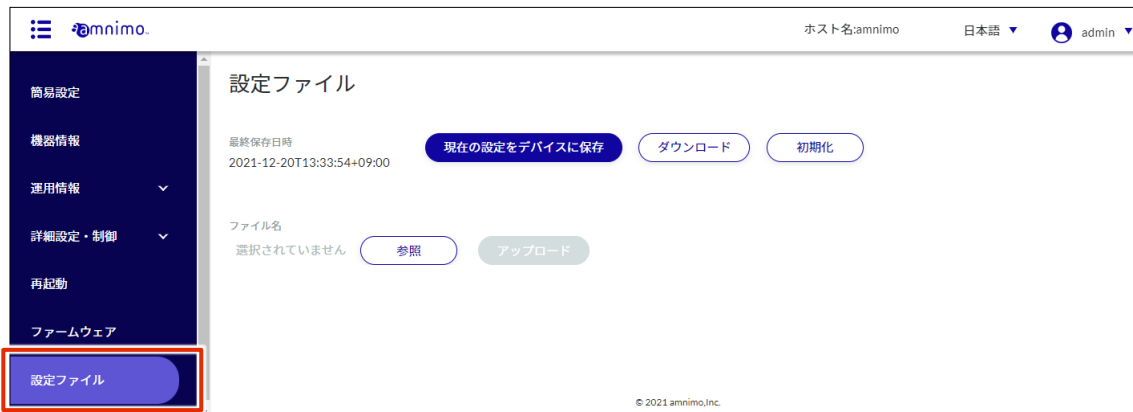 amnimo
ホスト名:amnimo
日本語
admin
簡易設定
機器情報
運用情報
詳細設定・制御
再起動
ファームウェア
設定ファイル
設定ファイル
最終保存日時
2021-12-20T13:33:54+09:00
現在の設定をデバイスに保存
ダウンロード
初期化
ファイル名
選択されていません
参照
アップロード
© 2021 amnimo,Inc.